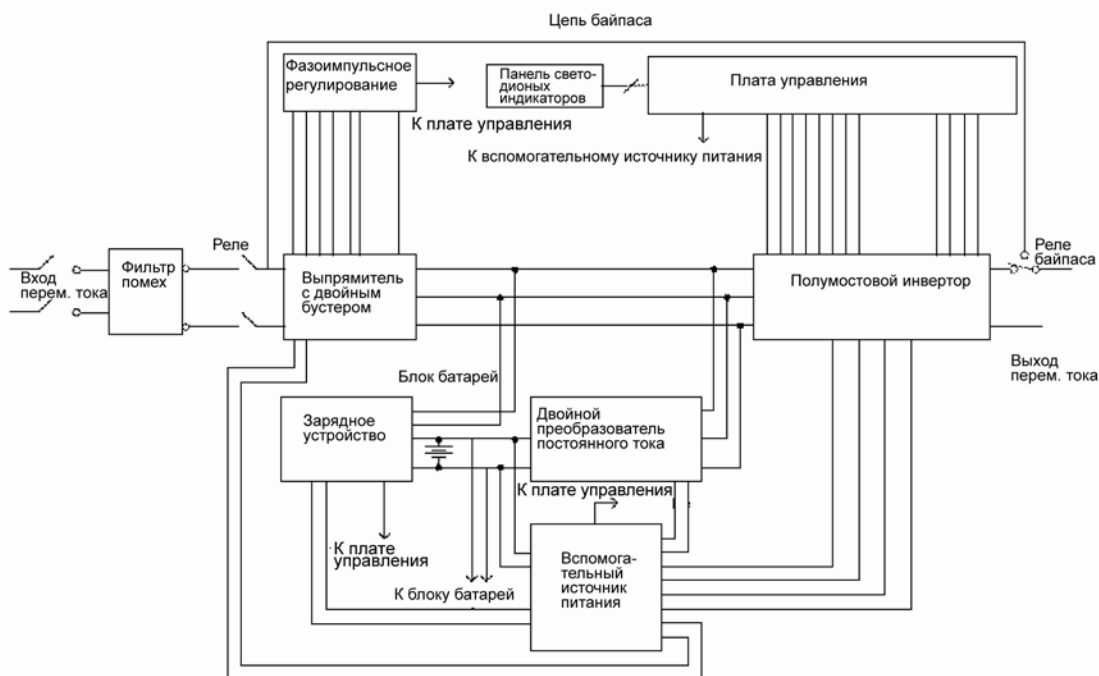 Цепь байпаса
Фазоимпульсное
регулирование
Панель свето-
дионых
индикаторов
Плата управления
К плате управления
К вспомогательному источнику питания
Реле
Реле
байпаса
Вход
перем. тока
Фильтр
помех
Выпрямитель
с двойным
бустером
Полумостовой инвертор
Выход
перем. тока
Блок батарей
Зарядное
устройство
Двойной
преобразователь
постоянного тока
К плате управления
К плате
управления
Вспомога-
тельный
источник
питания
К блоку батарей